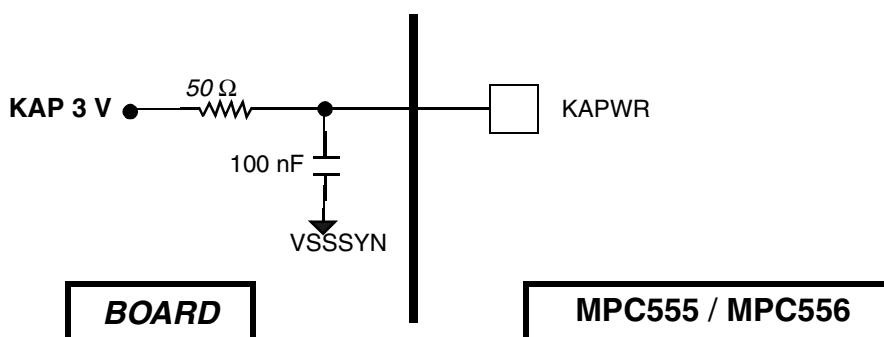 50 Ω
KAP 3 V
KAPWR
100 nF
VSSSYN
BOARD
MPC555 / MPC556